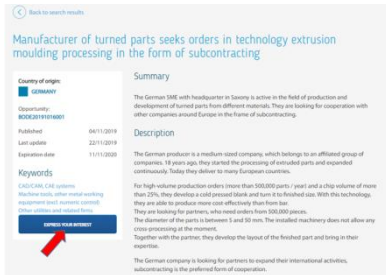 Back to search results
Manufacturer of turned parts seeks orders in technology extrusion
moulding processing in the form of subcontracting
Country of origin:
GERMANY
Opportunity:
BODE20191016001
Published 04/11/2019
Last update 22/11/2019
Expiration date 11/11/2020
Keywords
CAD/CAM, CAE systems
Machine tools, other metal working
equipment (excl. numeric control)
Other utilities and related firms
EXPRESS YOUR INTEREST
Summary
The German SME with headquarter in Saxony is active in the field of production and
development of turned parts from different materials. They are looking for cooperation with
other companies around Europe in the frame of subcontracting.
Description
The German producer is a medium-sized company, which belongs to an affiliated group of
companies. 18 years ago, they started the processing of extruded parts and expanded
continuously. Today they deliver to many European countries.
For high-volume production orders (more than 500,000 parts / year) and a chip volume of more
than 25%, they develop a cold pressed blank and turn it to finished size. With this technology,
they are able to produce more cost-effectively than from bar.
They are looking for partners, who need orders from 500,000 pieces.
The diameter of the parts is between 5 and 50 mm. The installed machinery does not allow any
cross-processing at the moment.
Together with the partner, they develop the layout of the finished part and bring in their
expertise.
The German company is looking for partners to expand their international activities,
subcontracting is the preferred form of cooperation.